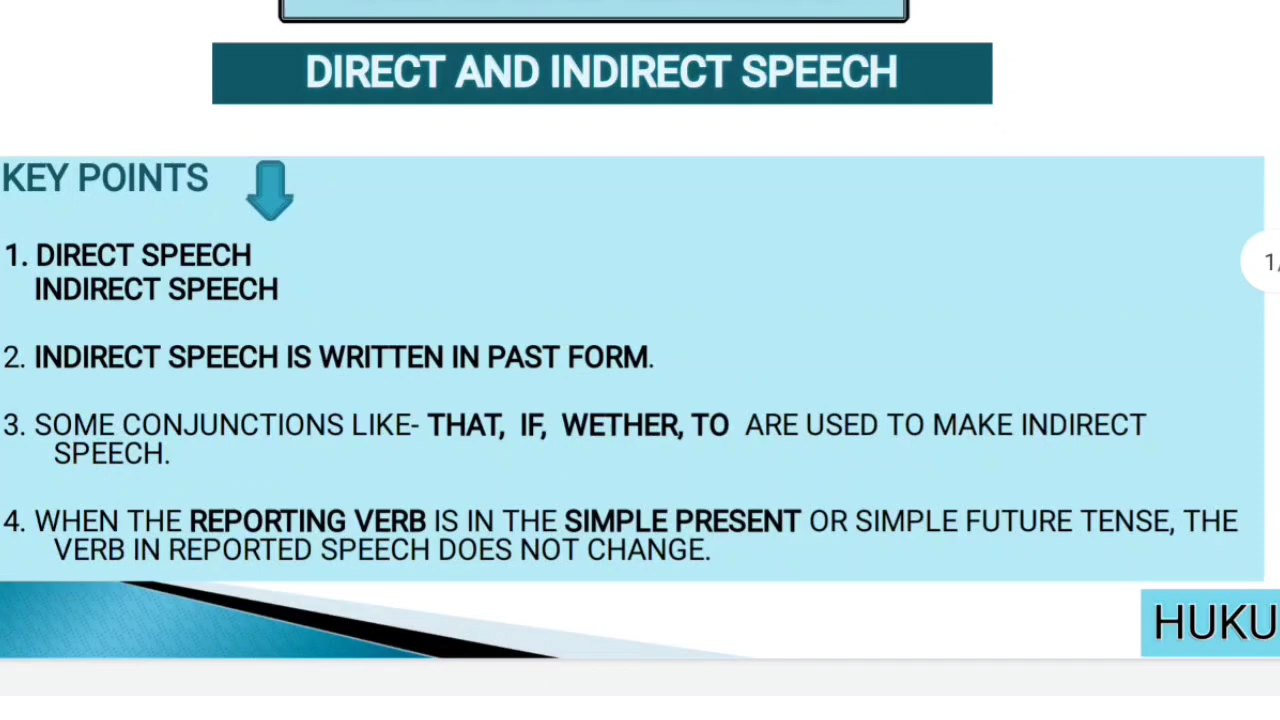 DIRECT AND INDIRECT SPEECH
KEY POINTS
1. DIRECT SPEECH
INDIRECT SPEECH
2. INDIRECT SPEECH IS WRITTEN IN PAST FORM.
3. SOME CONJUNCTIONS LIKE- THAT, IF, WETHER, TO ARE USED TO MAKE INDIRECT
SPEECH.
4. WHEN THE REPORTING VERB IS IN THE SIMPLE PRESENT OR SIMPLE FUTURE TENSE, THE
VERB IN REPORTED SPEECH DOES NOT CHANGE.
1/
HUKU